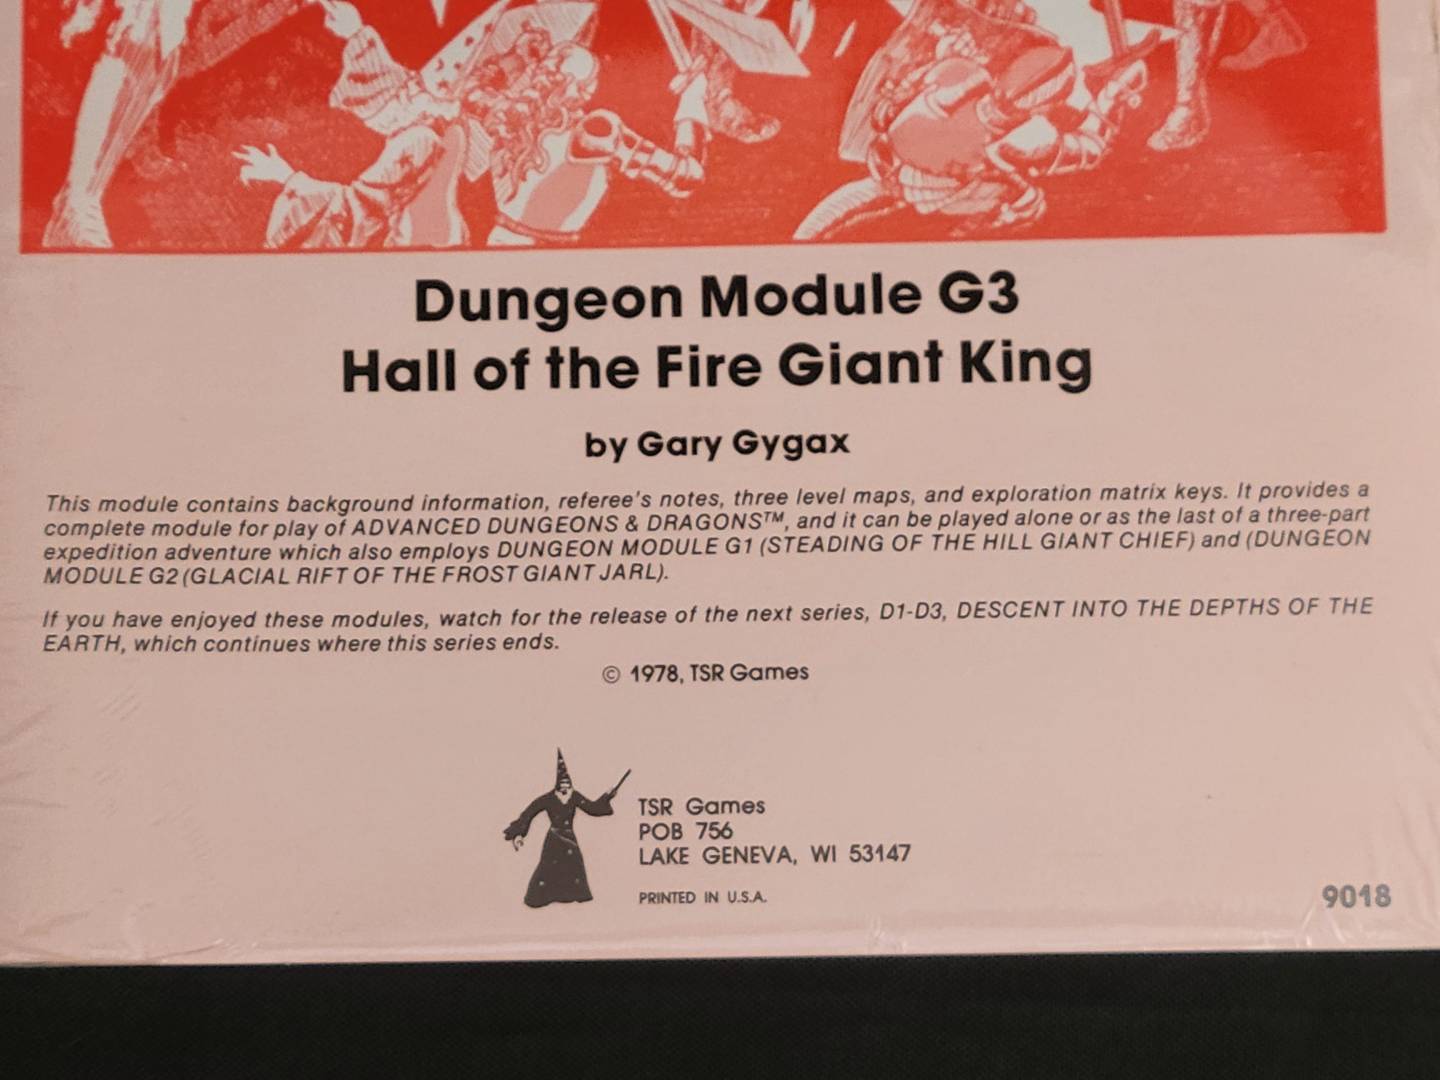 Dungeon Module G3
Hall of the Fire Giant King
by Gary Gygax
This module contains background information, referee's notes, three level maps, and exploration matrix keys. It provides a
complete module for play of ADVANCED DUNGEONS & DRAGONS™, and it can be played alone or as the last of a three-part
expedition adventure which also employs DUNGEON MODULE G1 (STEADING OF THE HILL GIANT CHIEF) and (DUNGEON
MODULE G2 (GLACIAL RIFT OF THE FROST GIANT JARL).
If you have enjoyed these modules, watch for the release of the next series, D1-D3, DESCENT INTO THE DEPTHS OF THE
EARTH, which continues where this series ends.
© 1978, TSR Games
TSR Games
POB 756
LAKE GENEVA, WI 53147
PRINTED IN U.S.A.
9018